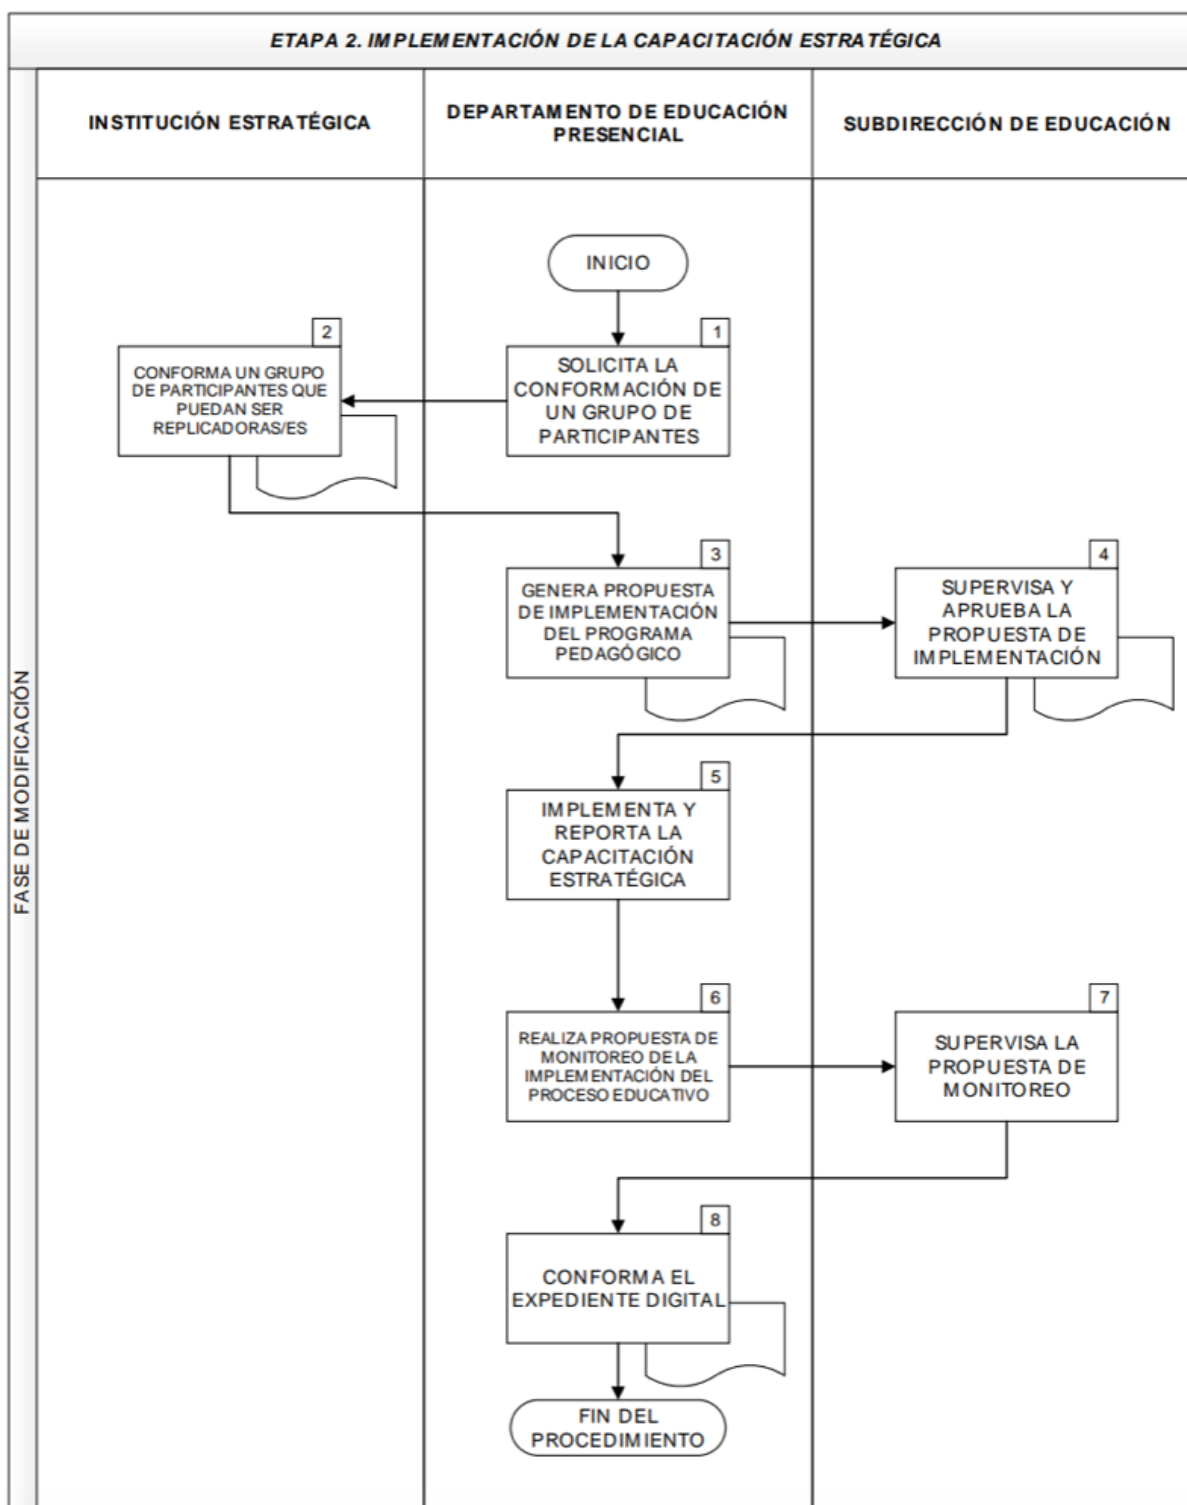 ETAPA 2. IMPLEMENTACIÓN DE LA CAPACITACIÓN ESTRATÉGICA
FASE DE MODIFICACIÓN
INSTITUCIÓN ESTRATÉGICA
DEPARTAMENTO DE EDUCACIÓN
PRESENCIAL
SUBDIRECCIÓN DE EDUCACIÓN
INICIO
1
SOLICITA LA
CONFORMACIÓN DE
UN GRUPO DE
PARTICIPANTES
2
CONFORMA UN GRUPO
DE PARTICIPANTES QUE
PUEDAN SER
REPLICADORAS/ES
3
GENERA PROPUESTA
DE IMPLEMENTACIÓN
DEL PROGRAMA
PEDAGÓGICO
4
SUPERVISA Y
APRUEBA LA
PROPUESTA DE
IMPLEMENTACIÓN
5
IMPLEMENTA Y
REPORTA LA
CAPACITACIÓN
ESTRATÉGICA
6
REALIZA PROPUESTA DE
MONITOREO DE LA
IMPLEMENTACIÓN DEL
PROCESO EDUCATIVO
7
SUPERVISA LA
PROPUESTA DE
MONITOREO
8
CONFORMA EL
EXPEDIENTE DIGITAL
FIN DEL
PROCEDIMIENTO